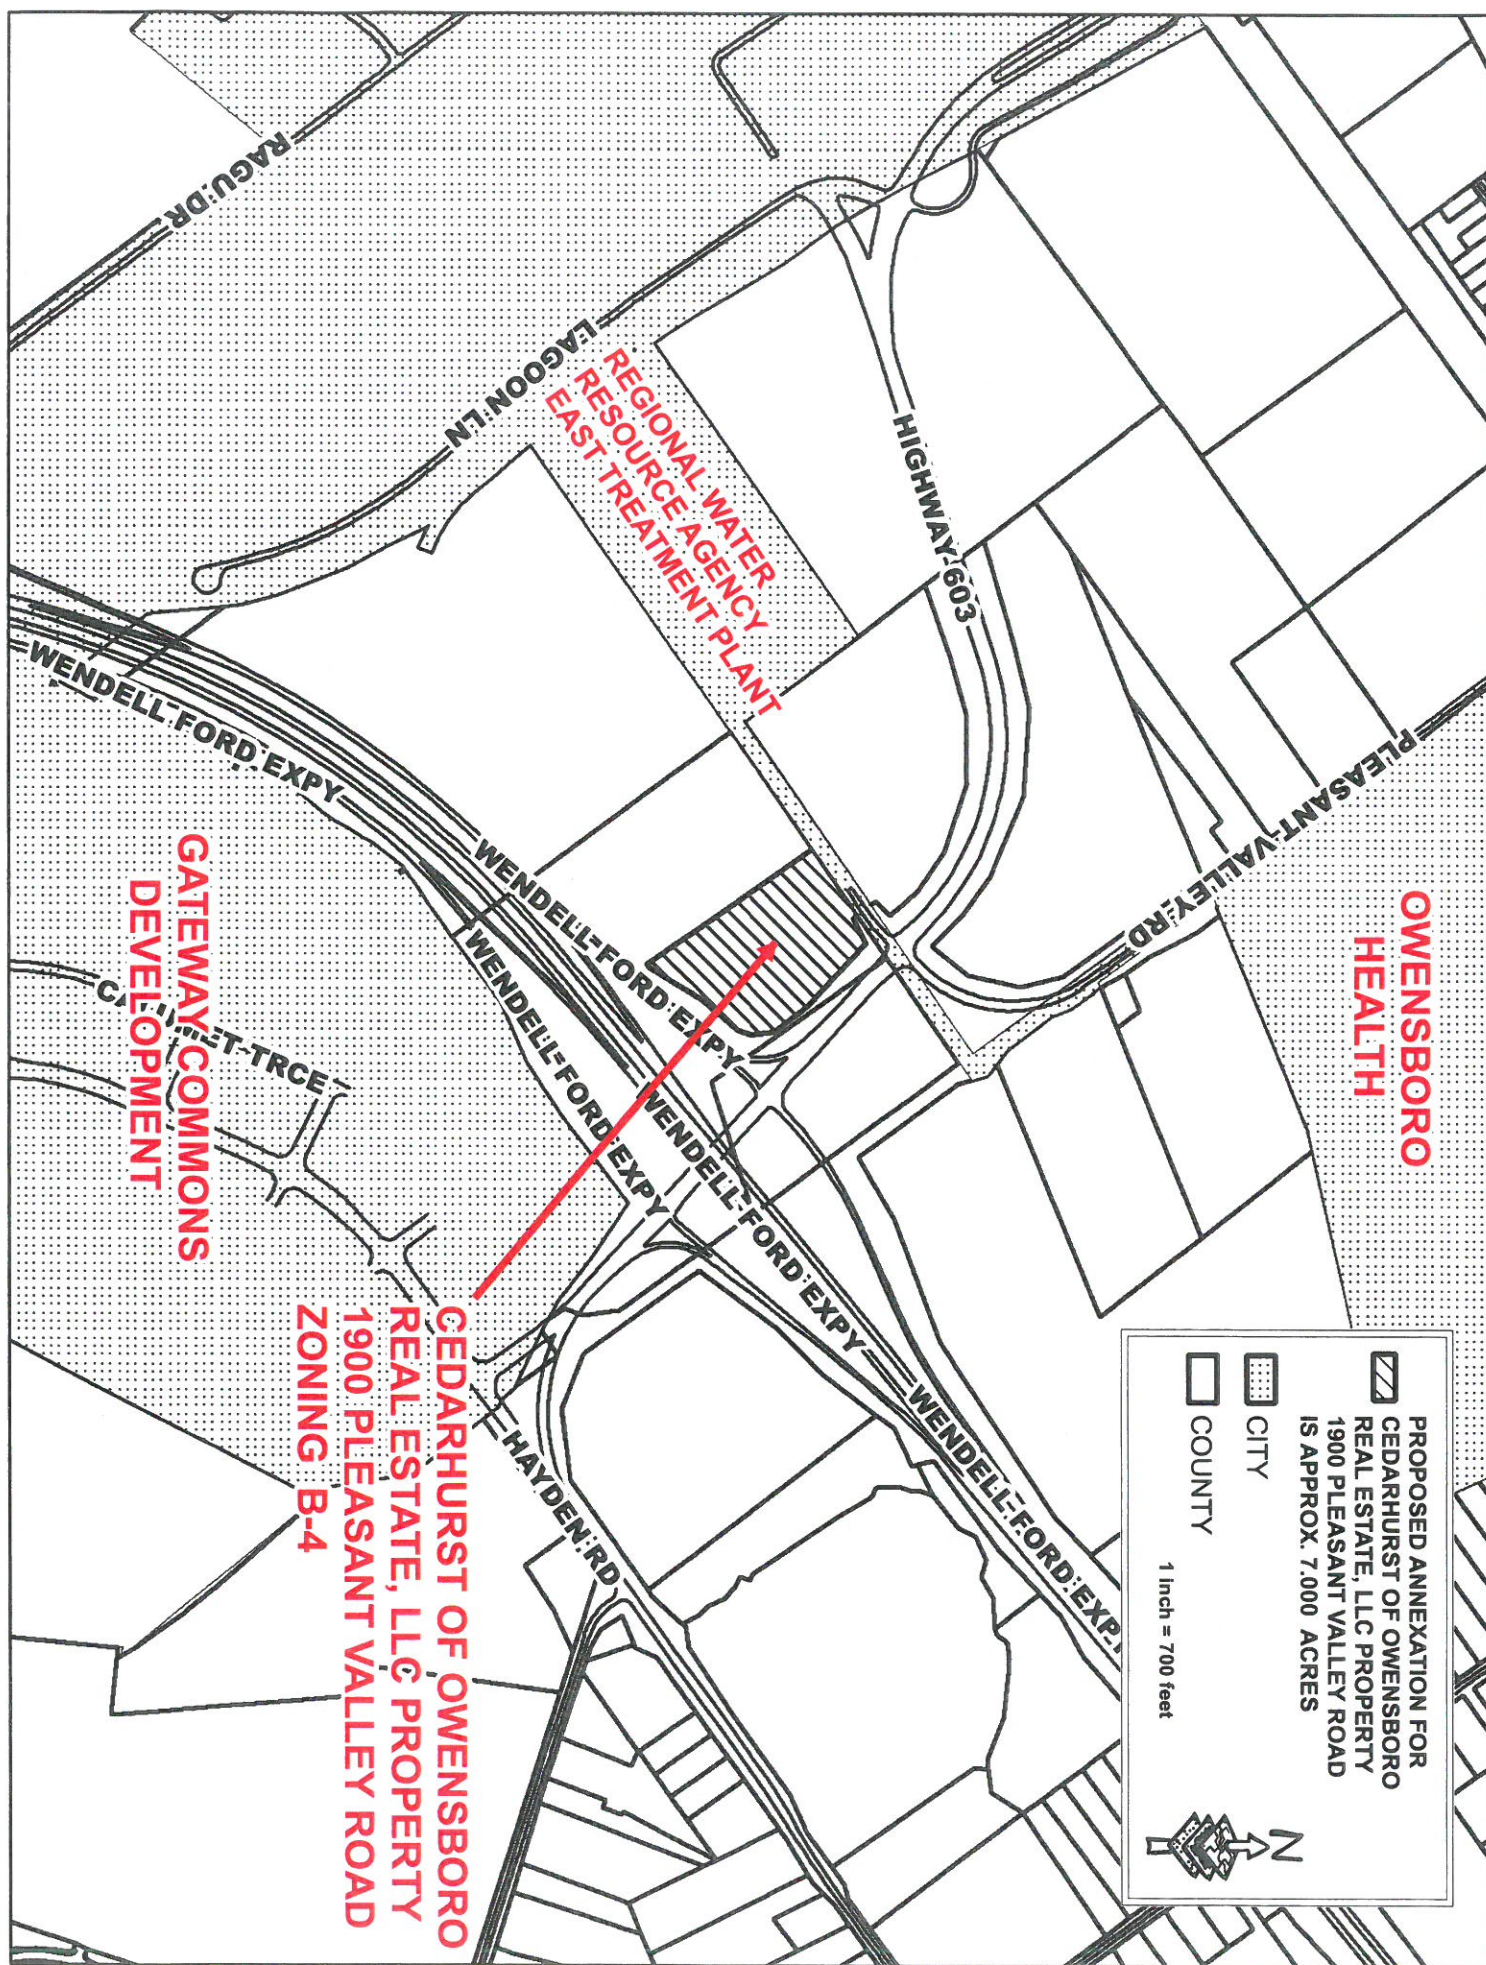 OWENSBORO
HEALTH
PROPOSED ANNEXATION FOR
CEDARHURST OF OWENSBORO
REAL ESTATE, LLC PROPERTY
1900 PLEASANT VALLEY ROAD
IS APPROX. 7.000 ACRES
CITY
COUNTY
1 inch = 700 feet
N
PLEASANT VALLEY RD
HIGHWAY 603
RAGU DR
LAGOON LN
REGIONAL WATER
RESOURCE AGENCY
EAST TREATMENT PLANT
WENDELL FORD EXPY
WENDELL FORD EXPY
WENDELL FORD EXPY
WENDELL FORD EXPY
WENDELL FORD EXPY
GATEWAY COMMONS
DEVELOPMENT
TRCE
HAYDEN RD
CEDARHURST OF OWENSBORO
REAL ESTATE, LLC PROPERTY
1900 PLEASANT VALLEY ROAD
ZONING B-4